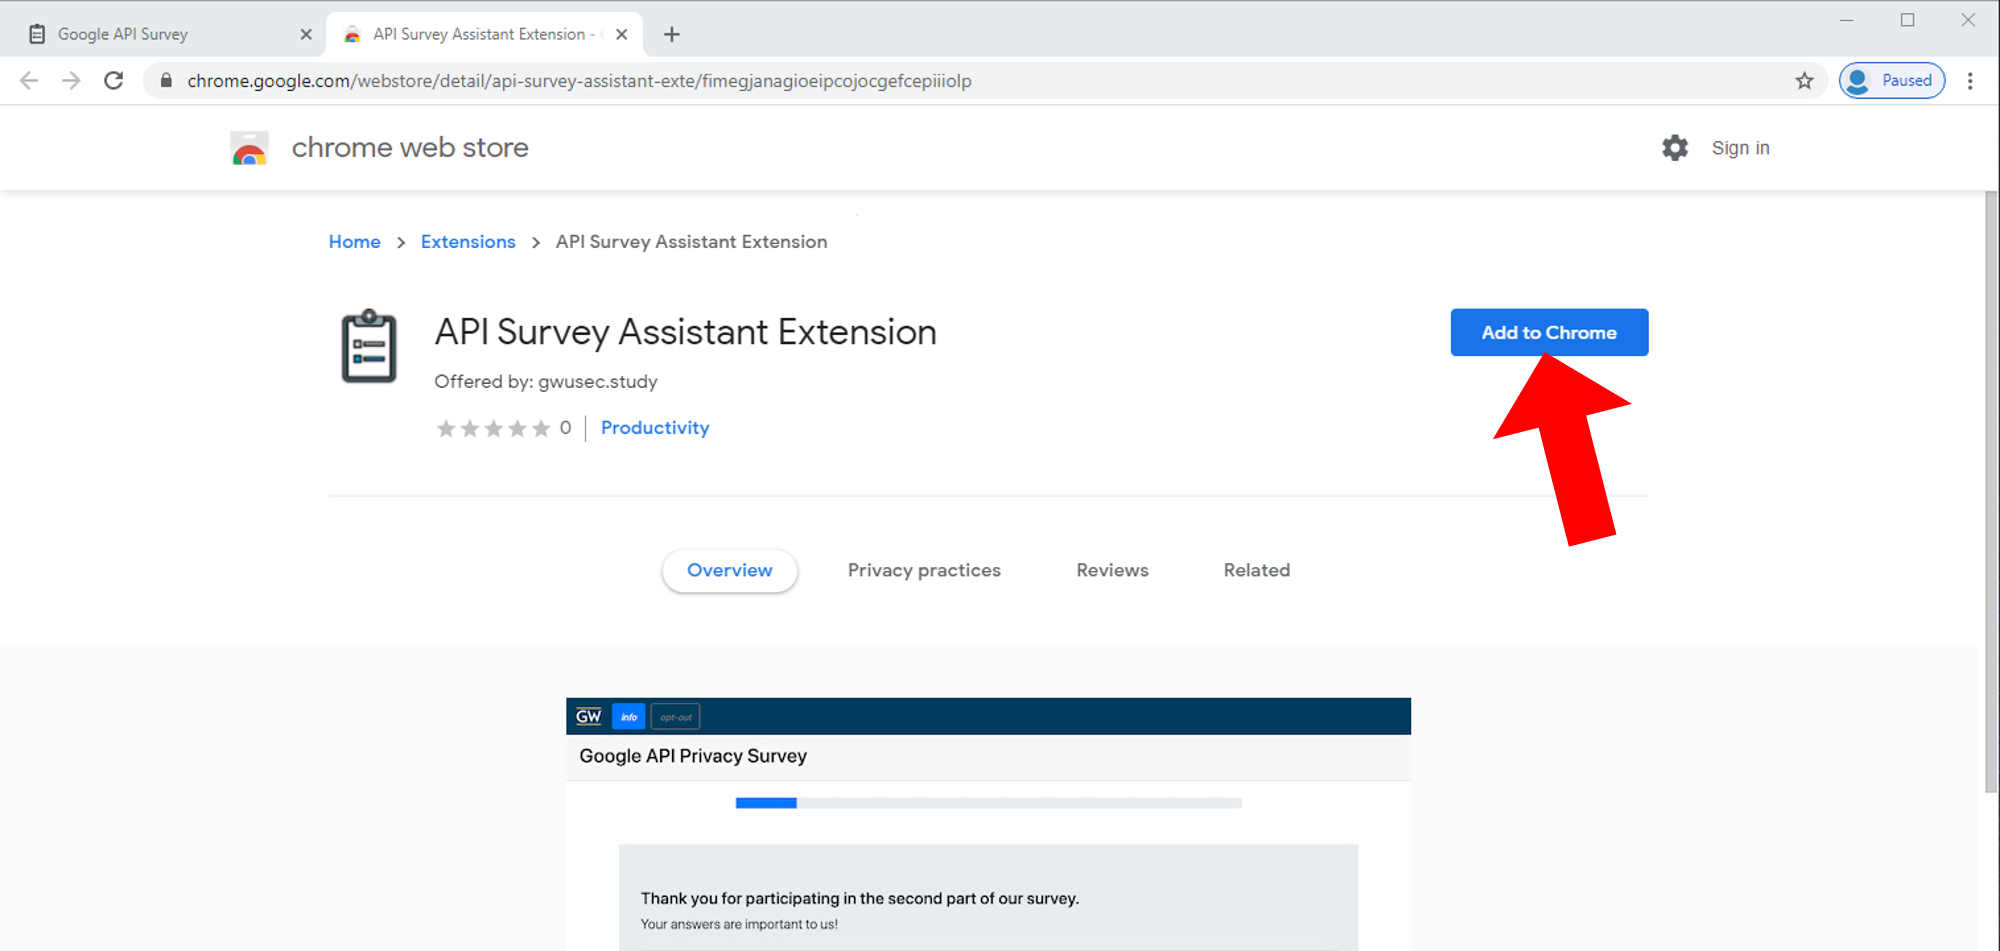 Google API Survey
API Survey Assistant Extension -
chrome.google.com/webstore/detail/api-survey-assistant-exte/fimegjanagioeipcojocgefcepiiiolp
Paused
chrome web store
Sign in
Home > Extensions > API Survey Assistant Extension
API Survey Assistant Extension
Add to Chrome
Offered by: gwusec.study
0 | Productivity
Overview
Privacy practices
Reviews
Related
GW info opt-out
Google API Privacy Survey
Thank you for participating in the second part of our survey.
Your answers are important to us!